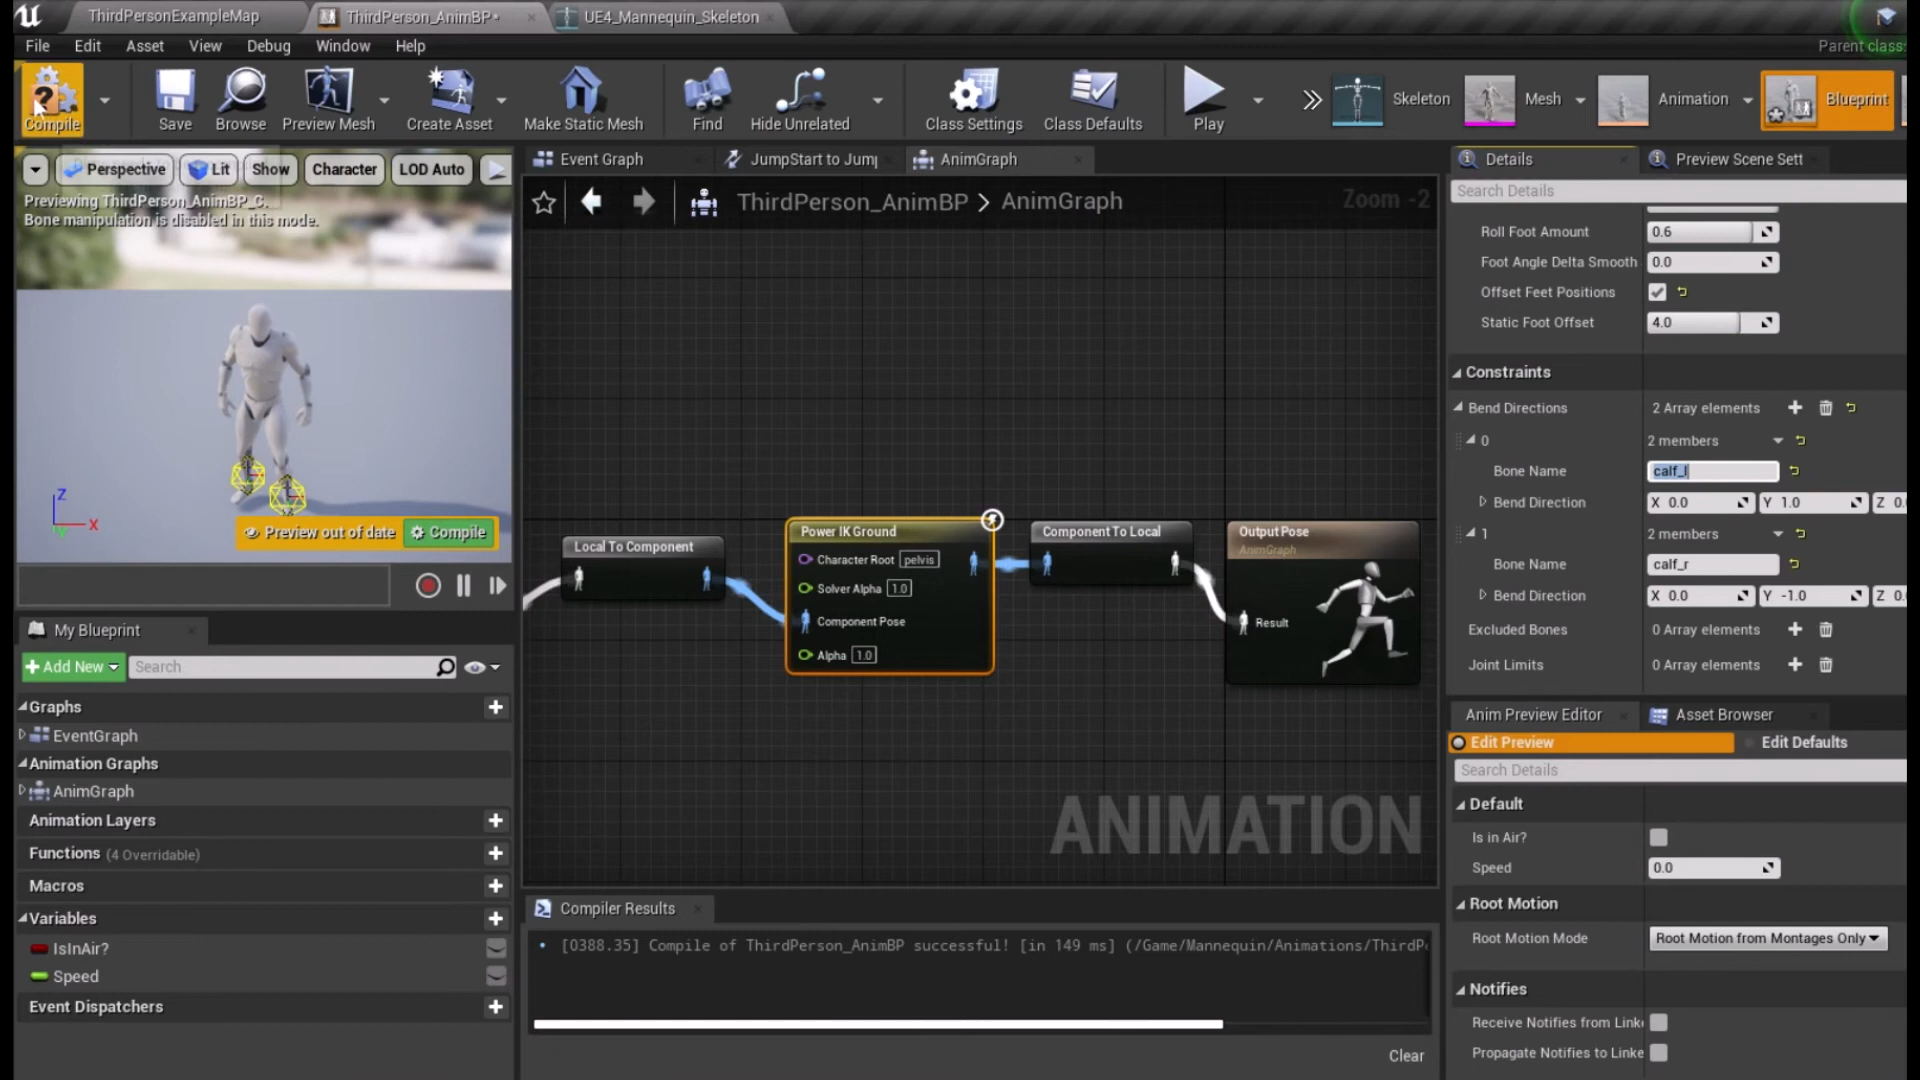 ThirdPersonExampleMap
ThirdPerson_AnimBP•
UE4_Mannequin_Skeleton
File Edit Asset View Debug Window Help
Parent class:
Compile
Save
Browse
Preview Mesh
Create Asset
Make Static Mesh
Find
Hide Unrelated
Class Settings
Class Defaults
Play
Skeleton
Mesh
Animation
Blueprint
Perspective
Lit
Show
Character
LOD Auto
Previewing ThirdPerson_AnimBP_C.
Bone manipulation is disabled in this mode.
Z
X
Y
Preview out of date
Compile
My Blueprint
Add New
Search
Graphs
EventGraph
Animation Graphs
AnimGraph
Animation Layers
Functions (4 Overridable)
Macros
Variables
IsInAir?
Speed
Event Dispatchers
Event Graph
JumpStart to Jump
AnimGraph
ThirdPerson_AnimBP > AnimGraph
Zoom -2
Local To Component
Power IK Ground
Character Root pelvis
Solver Alpha 1.0
Component Pose
Alpha 1.0
Component To Local
Output Pose
AnimGraph
Result
ANIMATION
Compiler Results
• [0388.35] Compile of ThirdPerson_AnimBP successful! [in 149 ms] (/Game/Mannequin/Animations/ThirdP
Clear
Details
Preview Scene Sett
Search Details
Roll Foot Amount 0.6
Foot Angle Delta Smooth 0.0
Offset Feet Positions
Static Foot Offset 4.0
Constraints
Bend Directions 2 Array elements
0 2 members
Bone Name calf_l
Bend Direction X 0.0 Y 1.0 Z 0.
1 2 members
Bone Name calf_r
Bend Direction X 0.0 Y -1.0 Z 0.
Excluded Bones 0 Array elements
Joint Limits 0 Array elements
Anim Preview Editor
Asset Browser
Edit Preview
Edit Defaults
Search Details
Default
Is in Air?
Speed 0.0
Root Motion
Root Motion Mode Root Motion from Montages Only
Notifies
Receive Notifies from Linke
Propagate Notifies to Linke